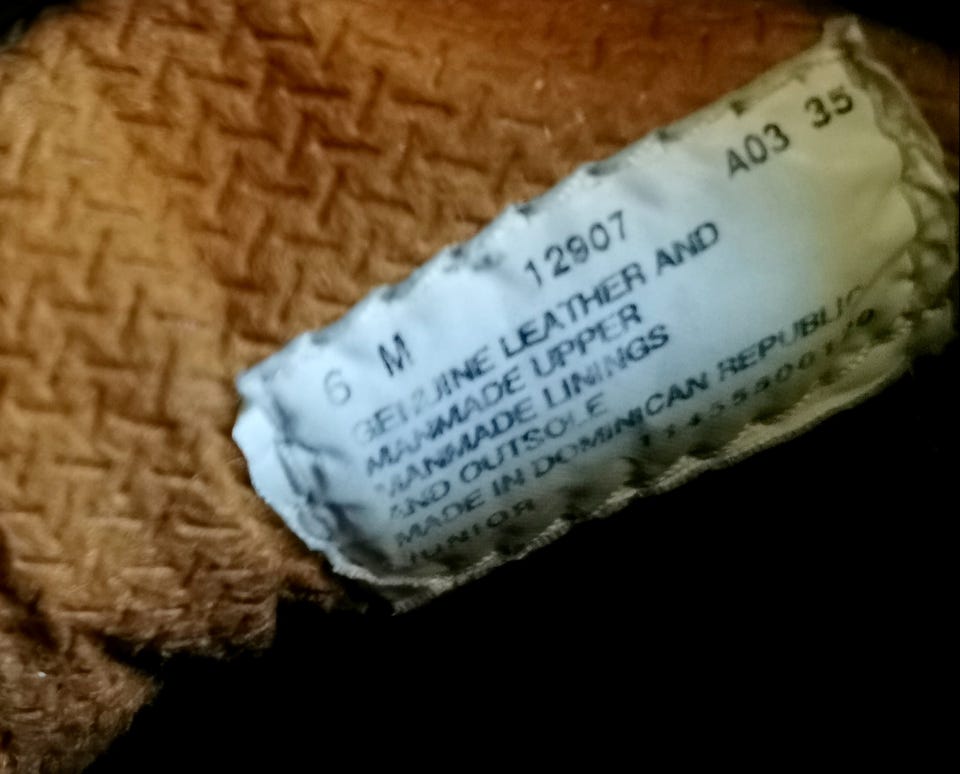 6 M 12907 A03 35
GENUINE LEATHER AND
MANMADE UPPER
MANMADE LININGS
AND OUTSOLE
MADE IN DOMINICAN REPUBLIC
JUNIOR